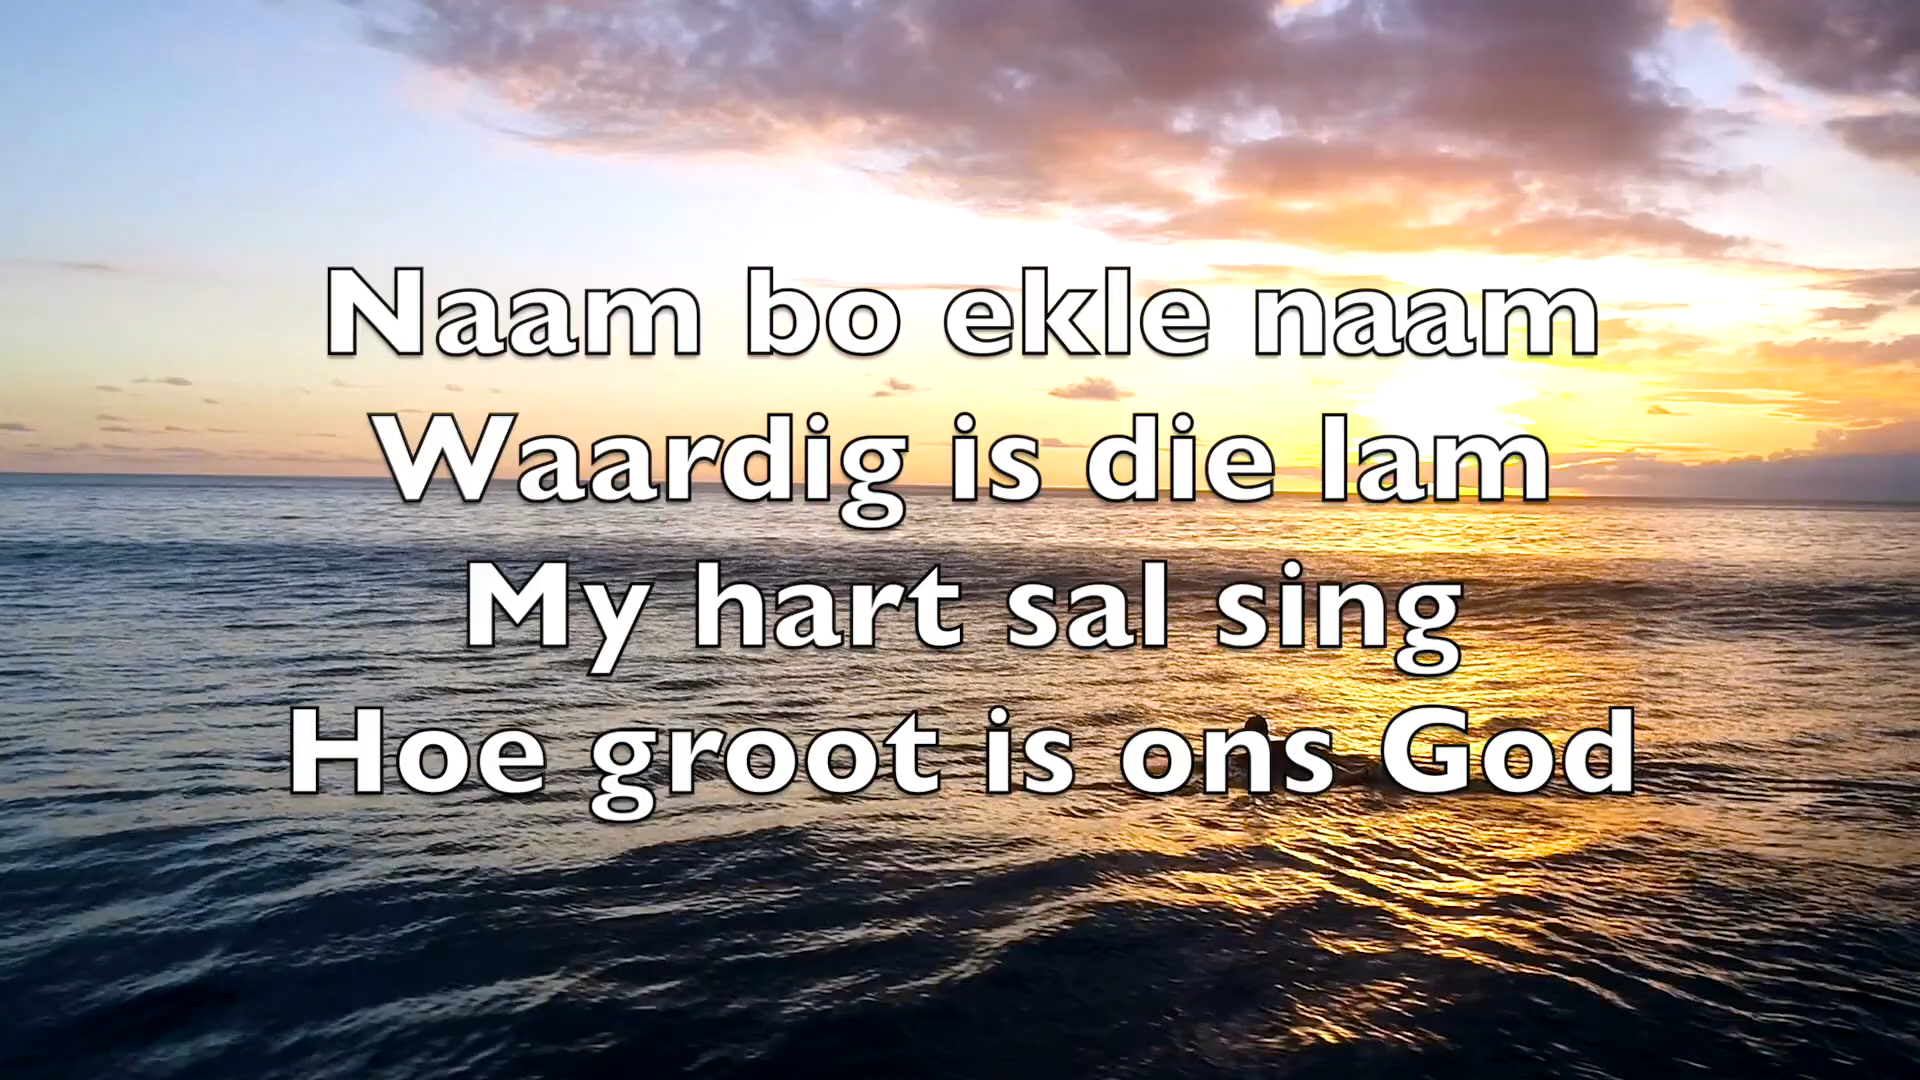 Naam bo ekle naam
Waardig is die lam
My hart sal sing
Hoe groot is ons God